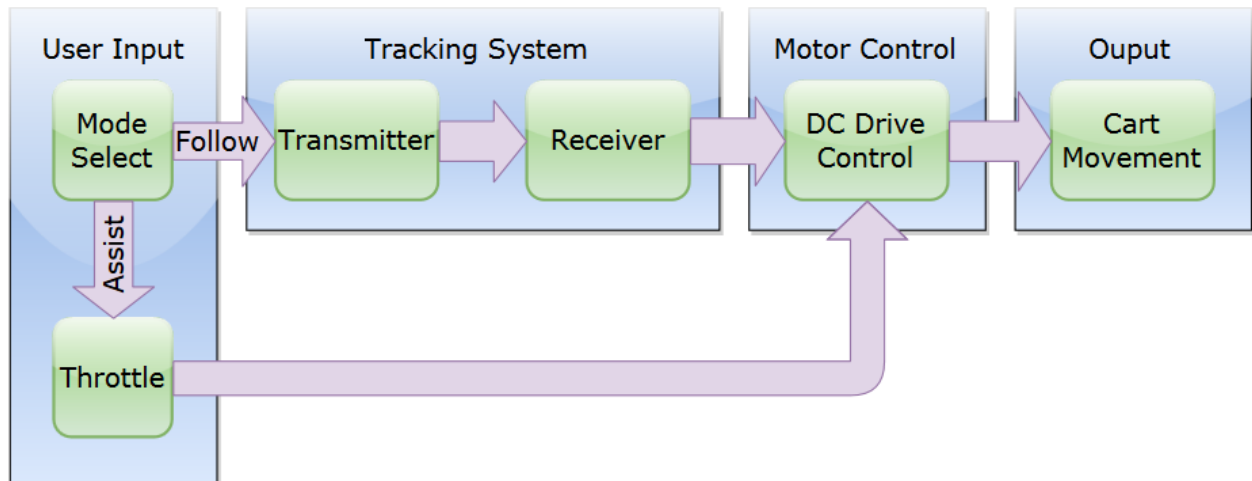 User Input
Mode
Select
Follow
Assist
Throttle
Tracking System
Transmitter
Receiver
Motor Control
DC Drive
Control
Ouput
Cart
Movement